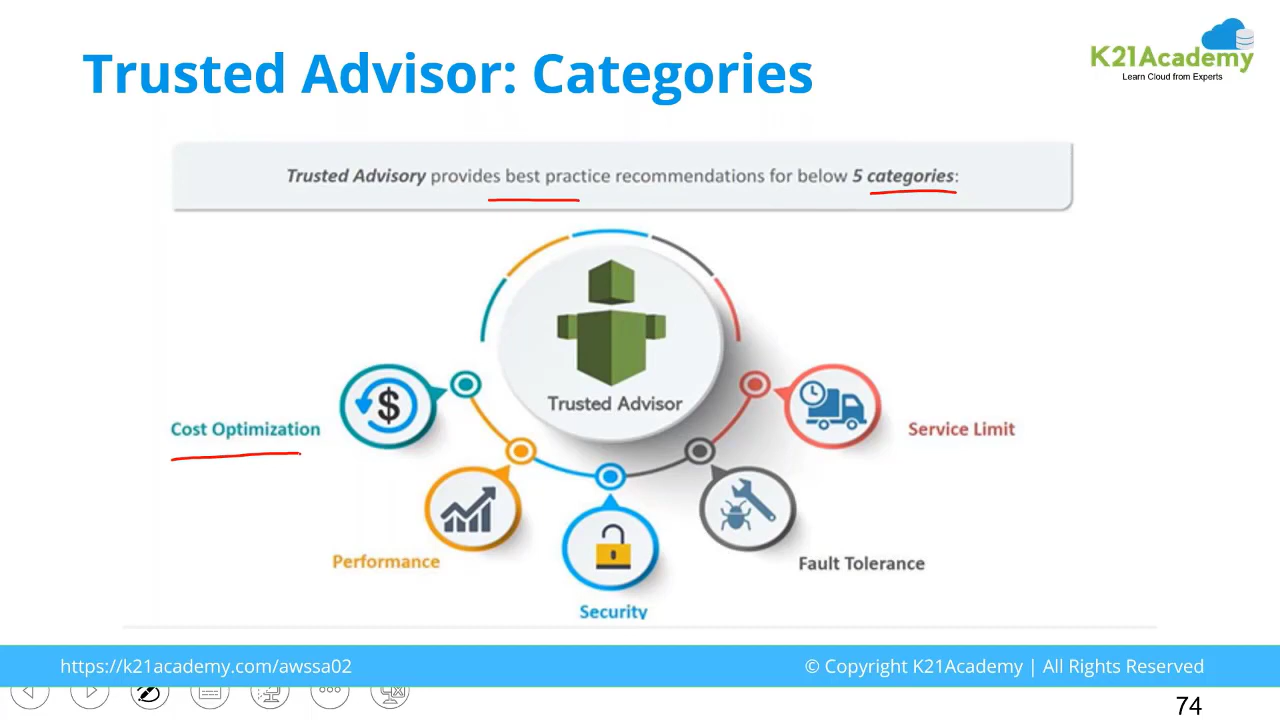 Trusted Advisor: Categories
K21Academy
Learn Cloud from Experts
Trusted Advisory provides best practice recommendations for below 5 categories:
Trusted Advisor
Cost Optimization
$
Service Limit
Performance
Fault Tolerance
Security
https://k21academy.com/awssa02
© Copyright K21Academy | All Rights Reserved
74